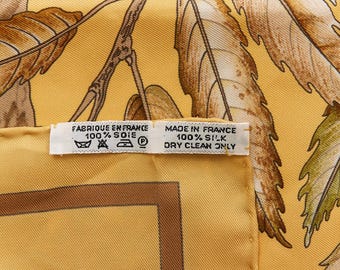 FABRIQUE EN FRANCE
100% SOIE
MADE IN FRANCE
100% SILK
DRY CLEAN ONLY